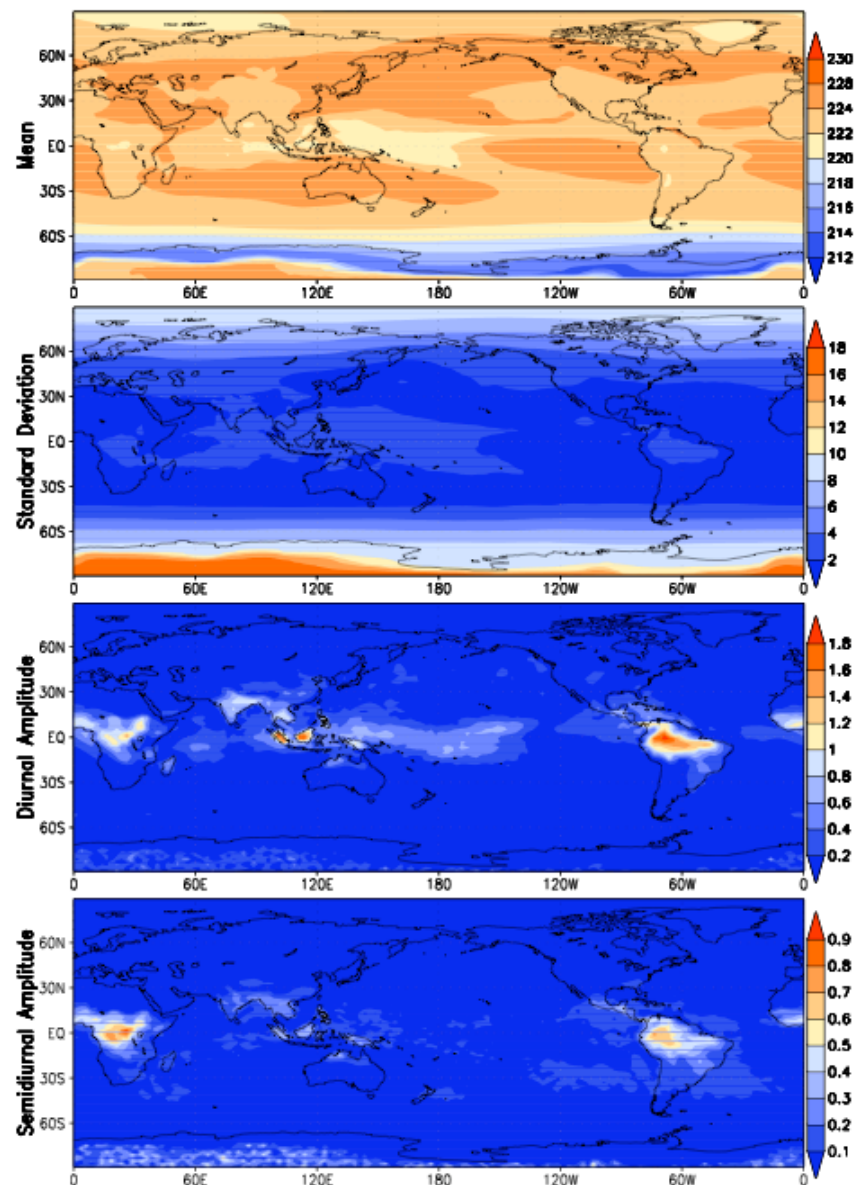 Mean
60N
30N
EQ
30S
60S
0 60E 120E 180 120W 60W 0
230
228
224
222
220
218
214
212
Standard Deviation
60N
30N
EQ
30S
60S
0 60E 120E 180 120W 60W 0
18
16
14
12
10
8
6
4
2
Diurnal Amplitude
60N
30N
EQ
30S
60S
0 60E 120E 180 120W 60W 0
1.8
1.6
1.4
1.2
1
0.8
0.6
0.4
0.2
Semidiurnal Amplitude
60N
30N
EQ
30S
60S
0 60E 120E 180 120W 60W 0
0.9
0.8
0.7
0.6
0.5
0.4
0.3
0.2
0.1